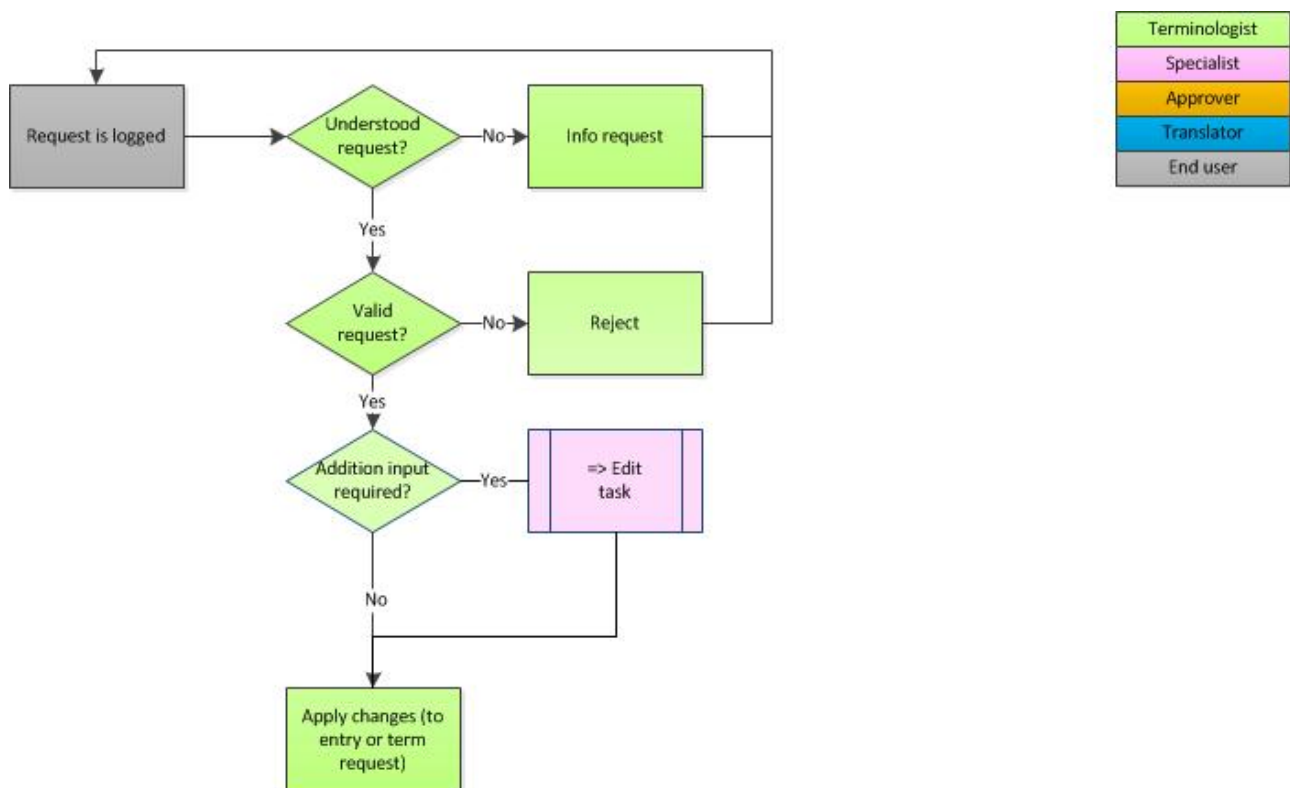 Terminologist
Specialist
Approver
Translator
End user
Request is logged
Understood
request?
No
Info request
Yes
Valid
request?
No
Reject
Yes
Addition input
required?
Yes
=> Edit
task
No
Apply changes (to
entry or term
request)